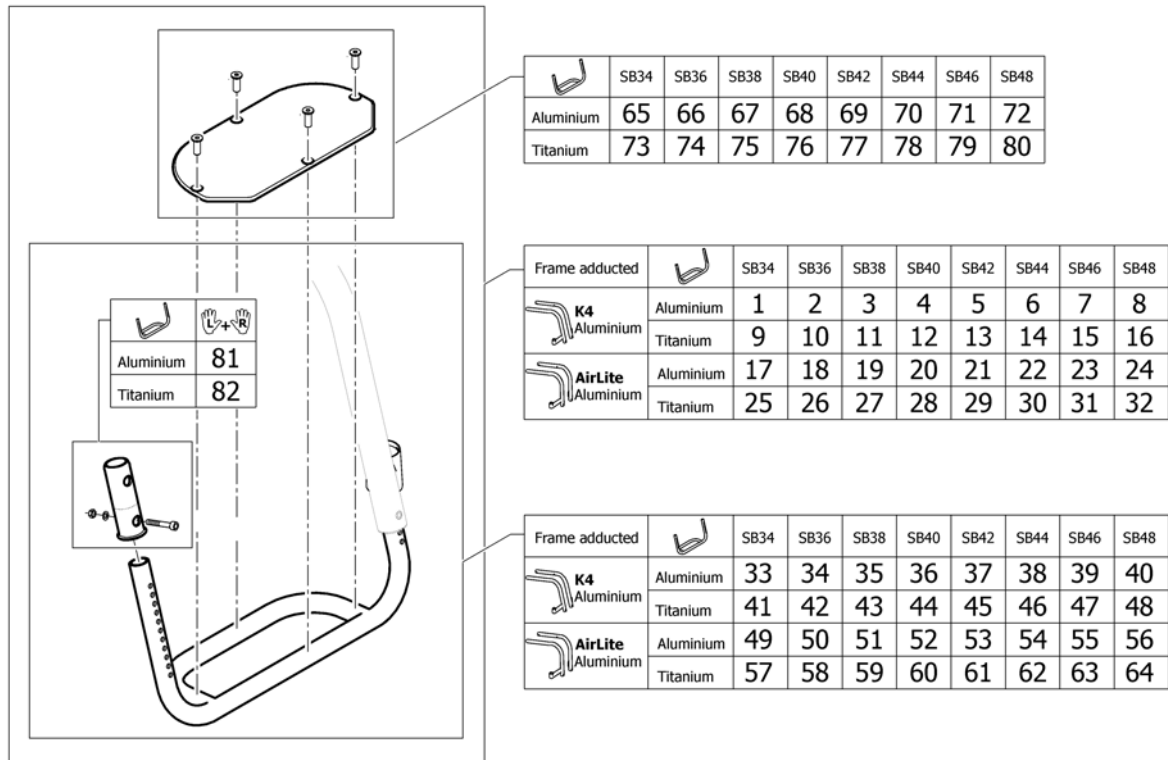 SB34 SB36 SB38 SB40 SB42 SB44 SB46 SB48
Aluminium 65 66 67 68 69 70 71 72
Titanium 73 74 75 76 77 78 79 80
L + R
Aluminium 81
Titanium 82
Frame adducted SB34 SB36 SB38 SB40 SB42 SB44 SB46 SB48
K4 Aluminium Aluminium 1 2 3 4 5 6 7 8
Titanium 9 10 11 12 13 14 15 16
AirLite Aluminium Aluminium 17 18 19 20 21 22 23 24
Titanium 25 26 27 28 29 30 31 32
Frame adducted SB34 SB36 SB38 SB40 SB42 SB44 SB46 SB48
K4 Aluminium Aluminium 33 34 35 36 37 38 39 40
Titanium 41 42 43 44 45 46 47 48
AirLite Aluminium Aluminium 49 50 51 52 53 54 55 56
Titanium 57 58 59 60 61 62 63 64